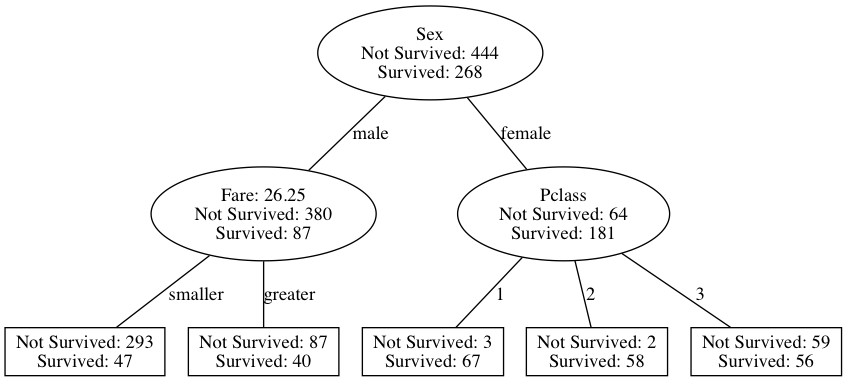 Sex
Not Survived: 444
Survived: 268
male
female
Fare: 26.25
Not Survived: 380
Survived: 87
Pclass
Not Survived: 64
Survived: 181
smaller
greater
1
2
3
Not Survived: 293
Survived: 47
Not Survived: 87
Survived: 40
Not Survived: 3
Survived: 67
Not Survived: 2
Survived: 58
Not Survived: 59
Survived: 56